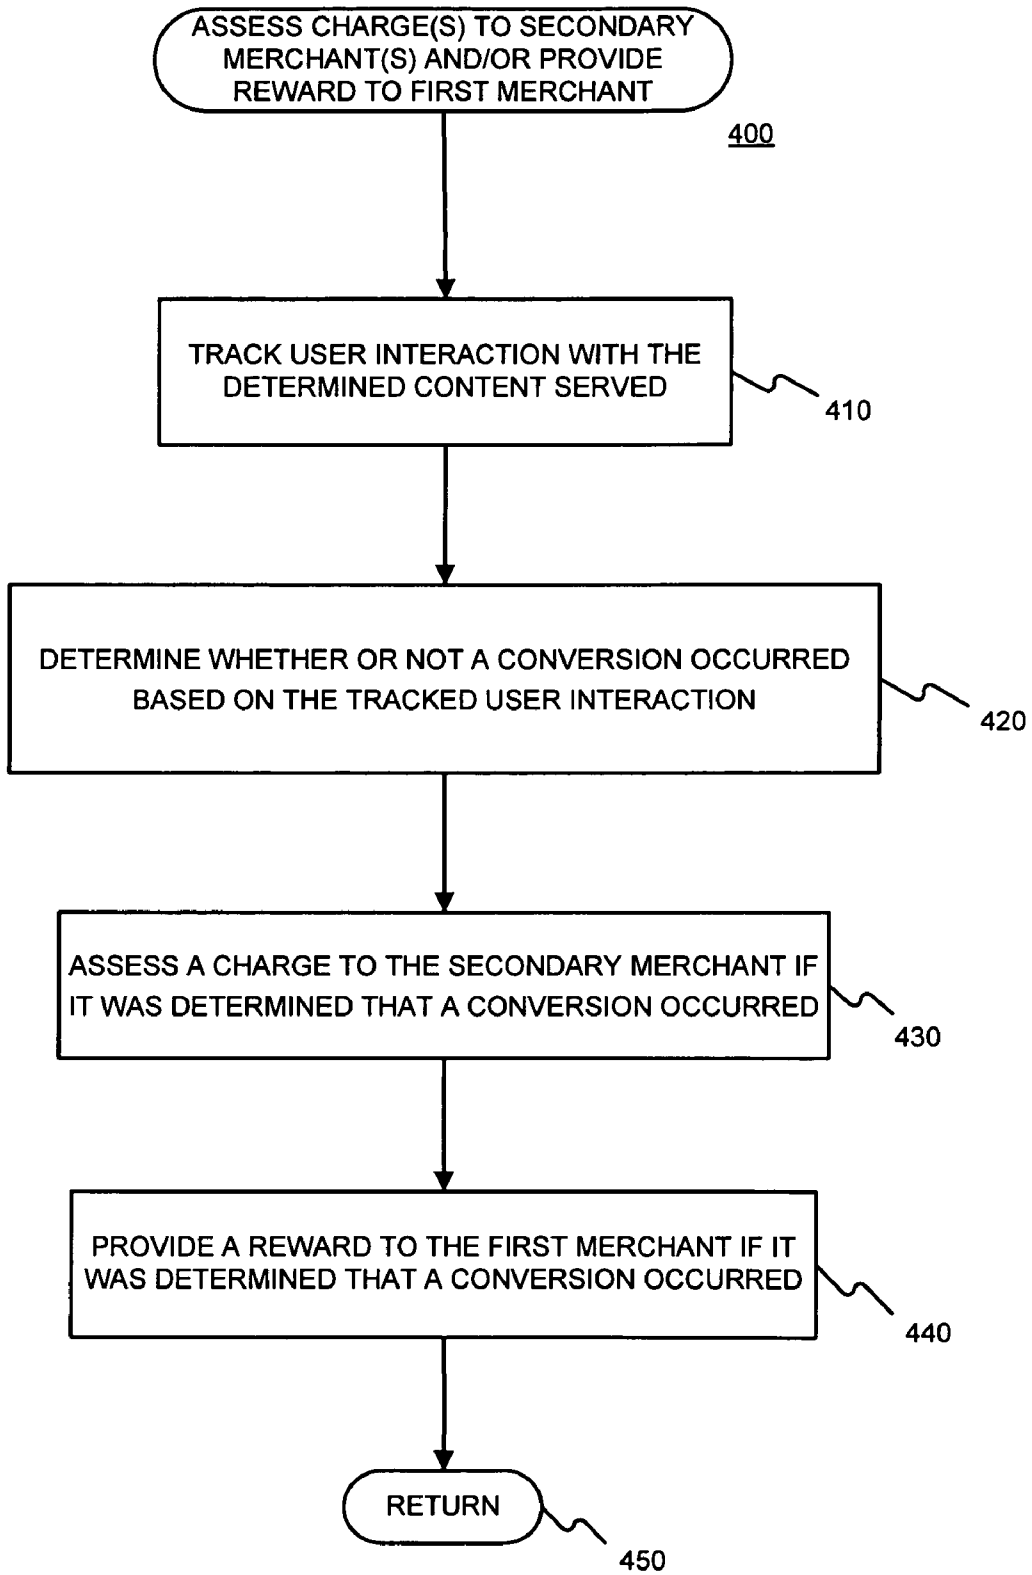 ASSESS CHARGE(S) TO SECONDARY
MERCHANT(S) AND/OR PROVIDE
REWARD TO FIRST MERCHANT
400
TRACK USER INTERACTION WITH THE
DETERMINED CONTENT SERVED
410
DETERMINE WHETHER OR NOT A CONVERSION OCCURRED
BASED ON THE TRACKED USER INTERACTION
420
ASSESS A CHARGE TO THE SECONDARY MERCHANT IF
IT WAS DETERMINED THAT A CONVERSION OCCURRED
430
PROVIDE A REWARD TO THE FIRST MERCHANT IF IT
WAS DETERMINED THAT A CONVERSION OCCURRED
440
RETURN
450